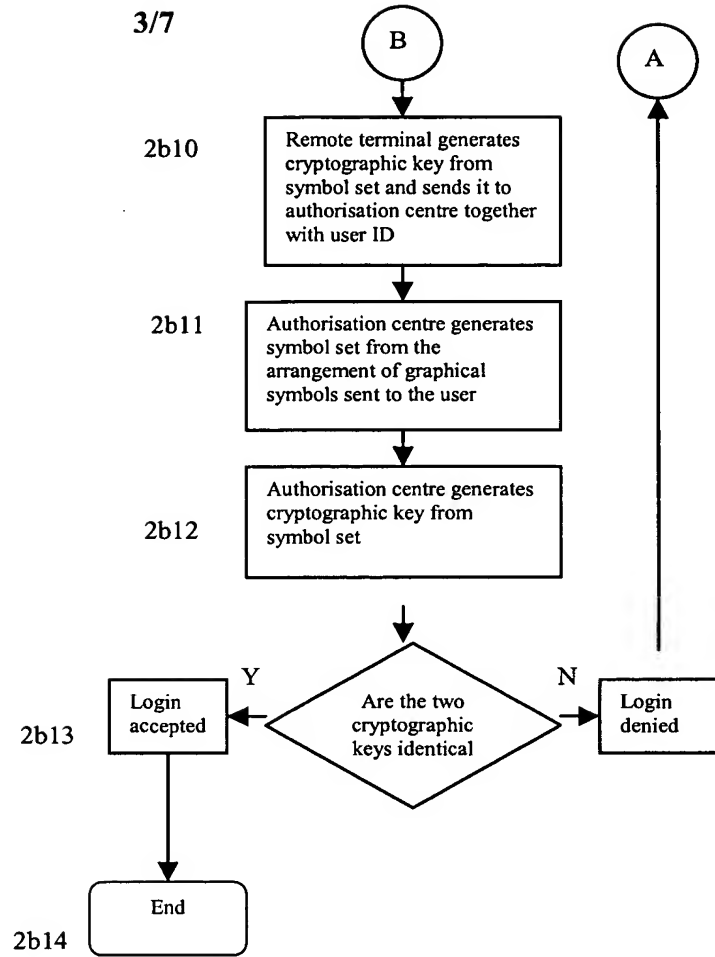 3/7
B
A
2b10
Remote terminal generates
cryptographic key from
symbol set and sends it to
authorisation centre together
with user ID
2b11
Authorisation centre generates
symbol set from the
arrangement of graphical
symbols sent to the user
2b12
Authorisation centre generates
cryptographic key from
symbol set
Y
N
2b13
Login
accepted
Are the two
cryptographic
keys identical
Login
denied
End
2b14